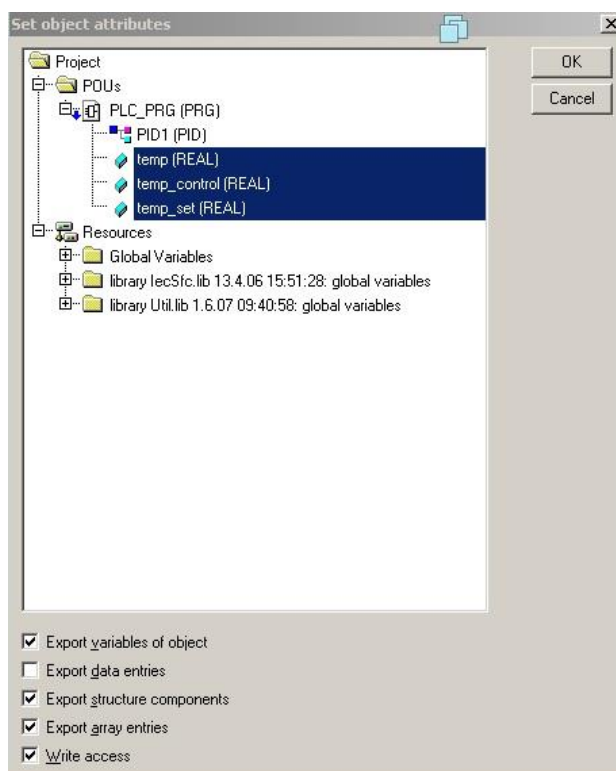 Set object attributes
Project
OK
POUs
Cancel
PLC_PRG (PRG)
PID1 (PID)
temp (REAL)
temp_control (REAL)
temp_set (REAL)
Resources
Global Variables
library IecSfc.lib 13.4.06 15:51:28: global variables
library Util.lib 1.6.07 09:40:58: global variables
Export variables of object
Export data entries
Export structure components
Export array entries
Write access